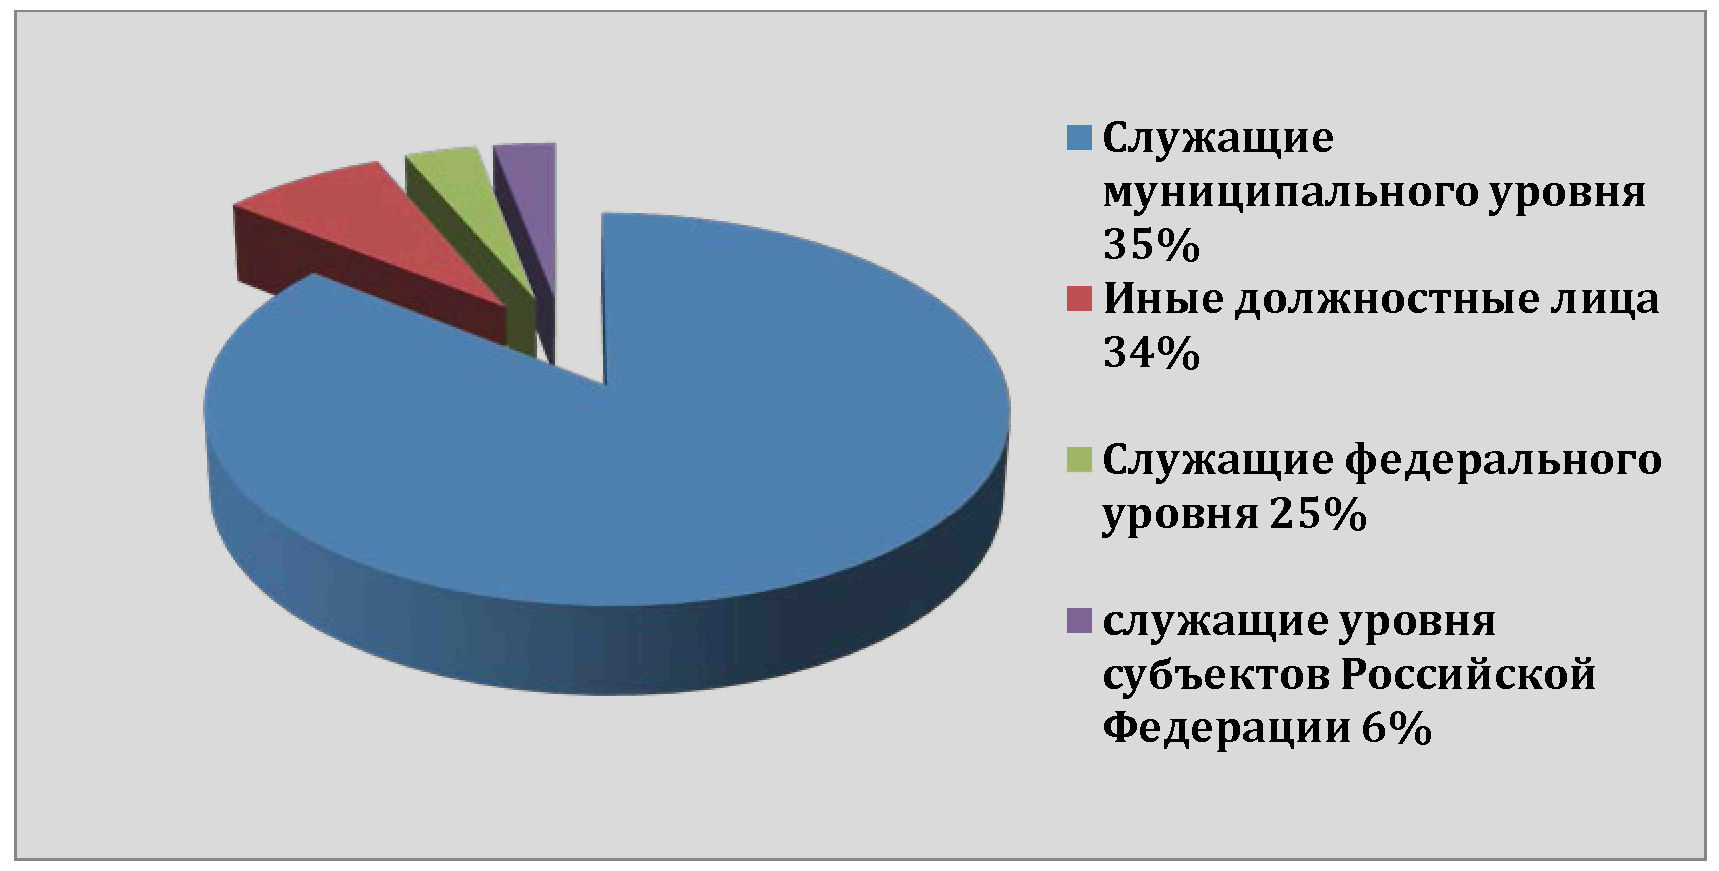 Служащие
муниципального уровня
35%
Иные должностные лица
34%
Служащие федерального
уровня 25%
служащие уровня
субъектов Российской
Федерации 6%